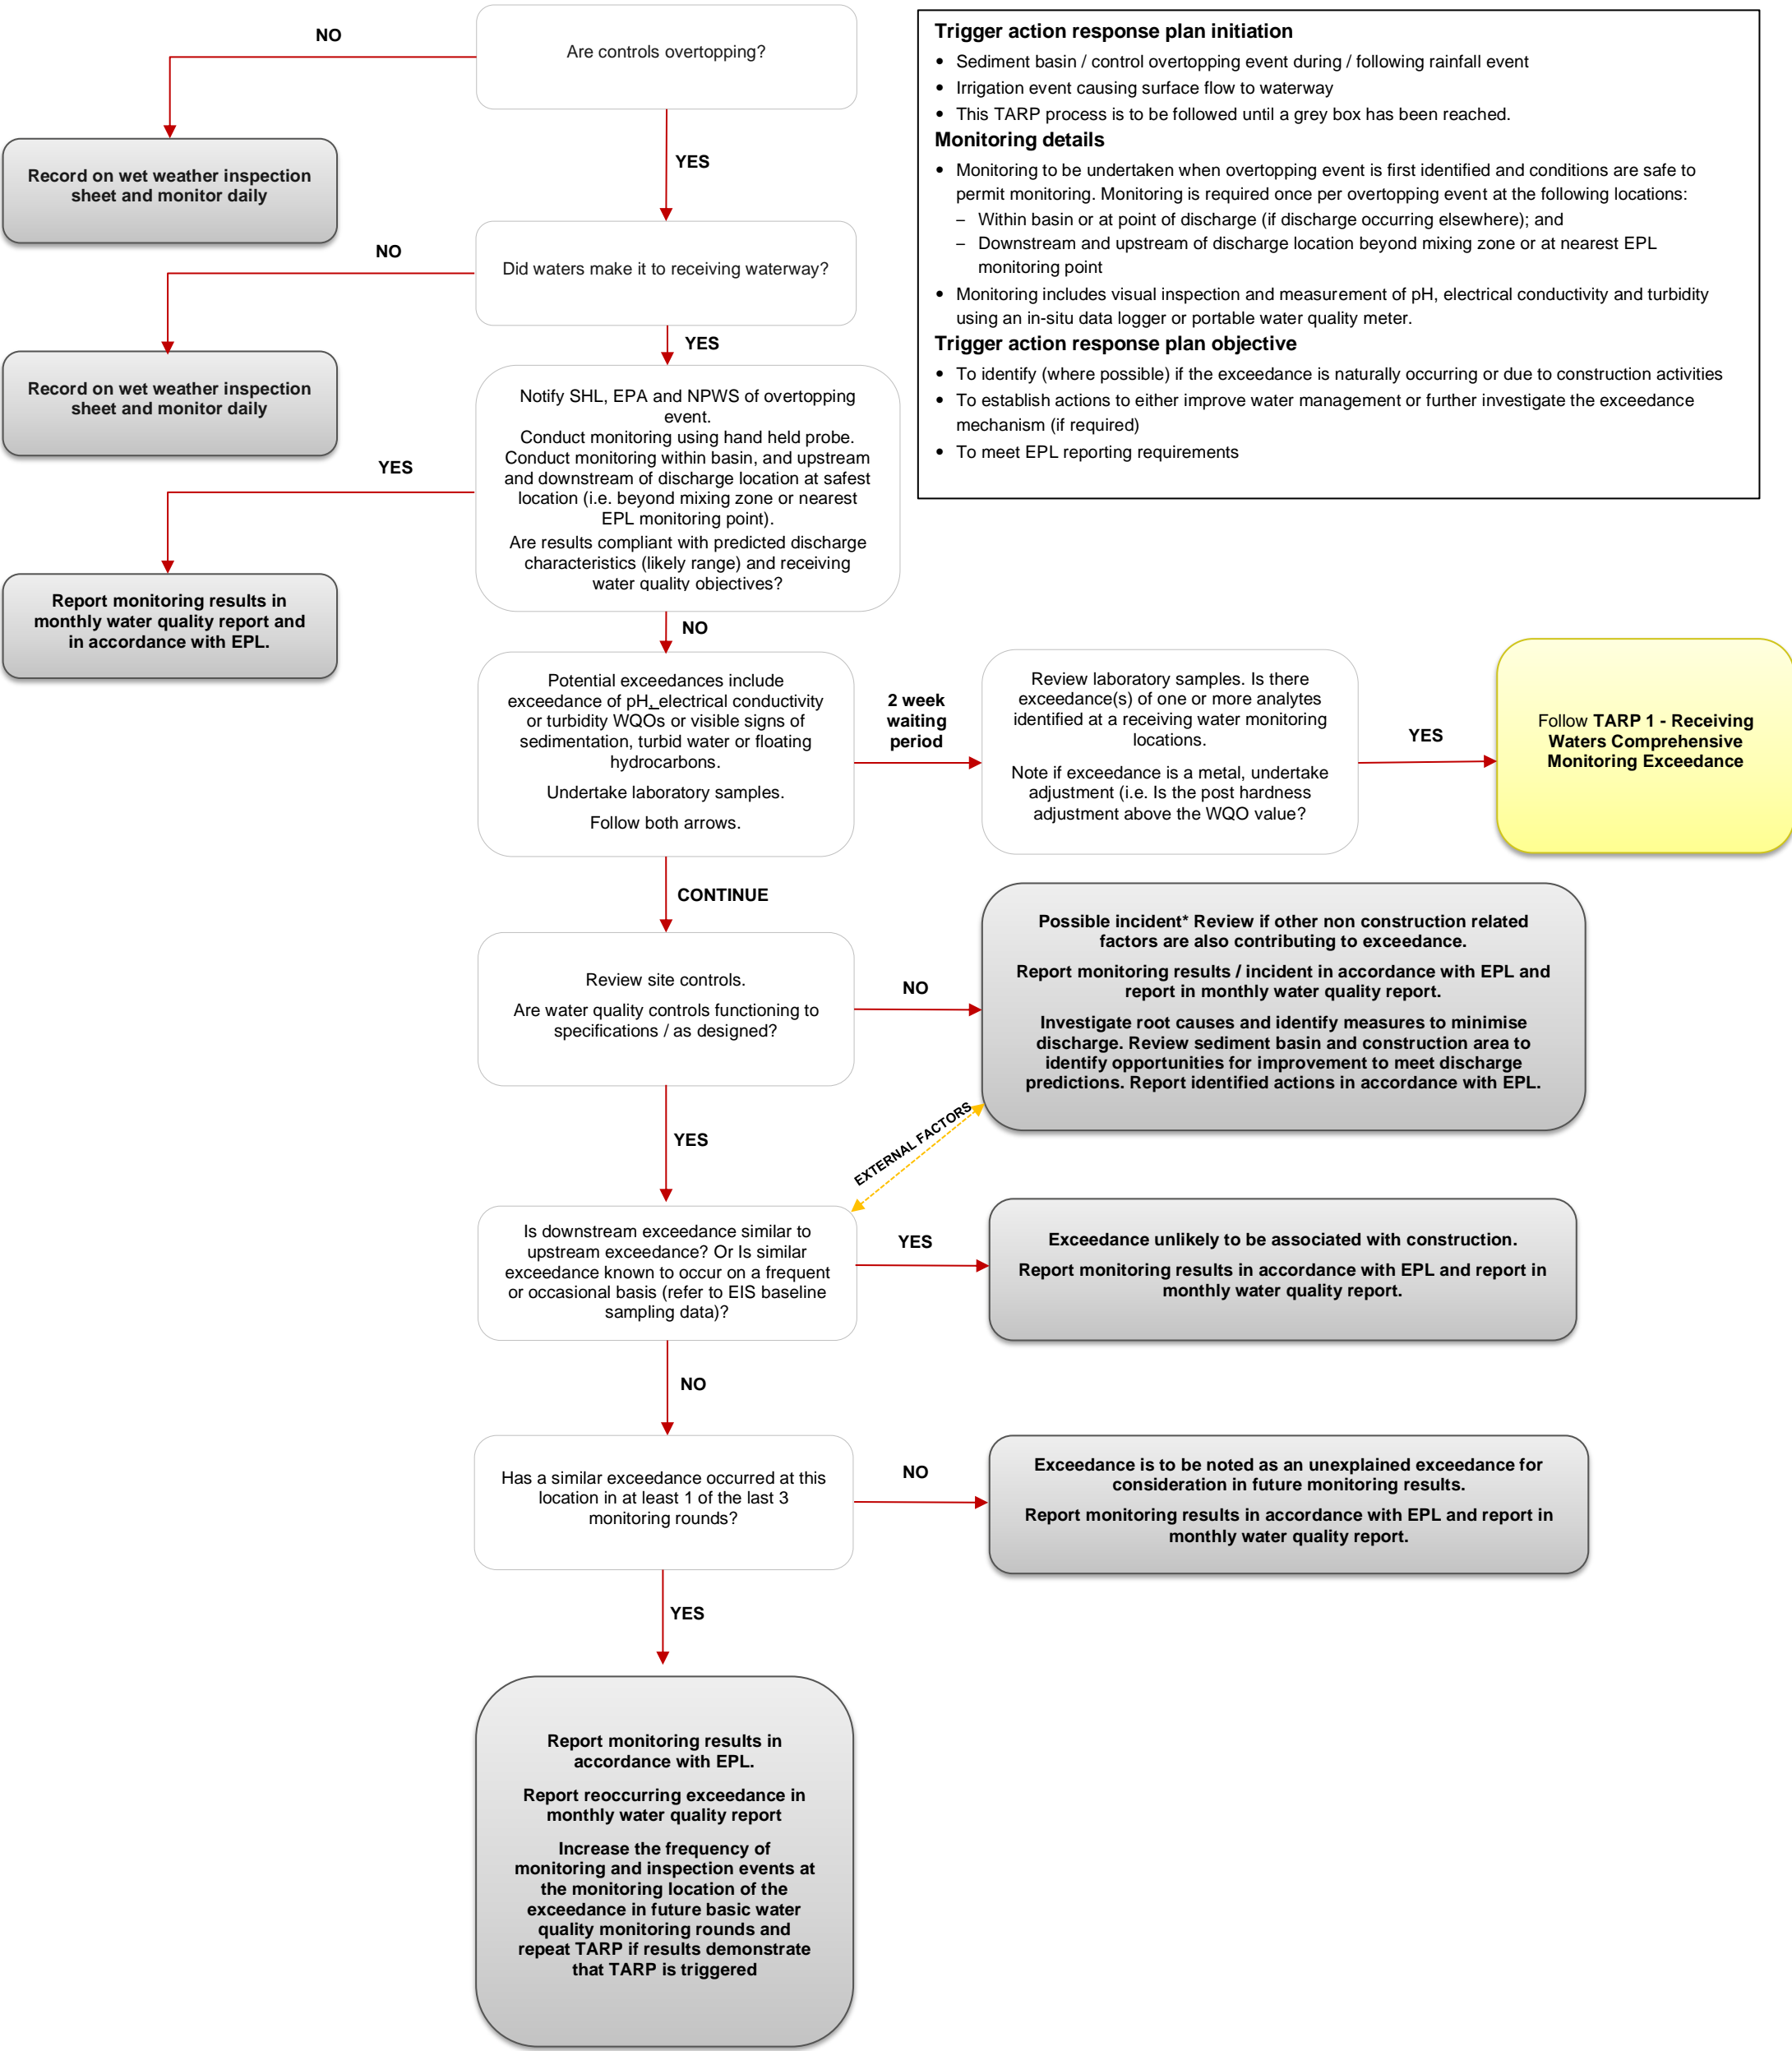 NO
Are controls overtopping?
Trigger action response plan initiation
• Sediment basin / control overtopping event during / following rainfall event
• Irrigation event causing surface flow to waterway
• This TARP process is to be followed until a grey box has been reached.
Monitoring details
• Monitoring to be undertaken when overtopping event is first identified and conditions are safe to
permit monitoring. Monitoring is required once per overtopping event at the following locations:
– Within basin or at point of discharge (if discharge occurring elsewhere); and
– Downstream and upstream of discharge location beyond mixing zone or at nearest EPL
monitoring point
• Monitoring includes visual inspection and measurement of pH, electrical conductivity and turbidity
using an in-situ data logger or portable water quality meter.
Trigger action response plan objective
• To identify (where possible) if the exceedance is naturally occurring or due to construction activities
• To establish actions to either improve water management or further investigate the exceedance
mechanism (if required)
• To meet EPL reporting requirements
Record on wet weather inspection
sheet and monitor daily
YES
NO
Did waters make it to receiving waterway?
YES
Record on wet weather inspection
sheet and monitor daily
Notify SHL, EPA and NPWS of overtopping
event.
Conduct monitoring using hand held probe.
Conduct monitoring within basin, and upstream
and downstream of discharge location at safest
location (i.e. beyond mixing zone or nearest
EPL monitoring point).
Are results compliant with predicted discharge
characteristics (likely range) and receiving
water quality objectives?
YES
Report monitoring results in
monthly water quality report and
in accordance with EPL.
NO
Potential exceedances include
exceedance of pH, electrical conductivity
or turbidity WQOs or visible signs of
sedimentation, turbid water or floating
hydrocarbons.
Undertake laboratory samples.
Follow both arrows.
2 week
waiting
period
Review laboratory samples. Is there
exceedance(s) of one or more analytes
identified at a receiving water monitoring
locations.
Note if exceedance is a metal, undertake
adjustment (i.e. Is the post hardness
adjustment above the WQO value?
YES
Follow TARP 1 - Receiving
Waters Comprehensive
Monitoring Exceedance
CONTINUE
Review site controls.
Are water quality controls functioning to
specifications / as designed?
NO
Possible incident* Review if other non construction related
factors are also contributing to exceedance.
Report monitoring results / incident in accordance with EPL and
report in monthly water quality report.
Investigate root causes and identify measures to minimise
discharge. Review sediment basin and construction area to
identify opportunities for improvement to meet discharge
predictions. Report identified actions in accordance with EPL.
YES
EXTERNAL FACTORS
Is downstream exceedance similar to
upstream exceedance? Or Is similar
exceedance known to occur on a frequent
or occasional basis (refer to EIS baseline
sampling data)?
YES
Exceedance unlikely to be associated with construction.
Report monitoring results in accordance with EPL and report in
monthly water quality report.
NO
Has a similar exceedance occurred at this
location in at least 1 of the last 3
monitoring rounds?
NO
Exceedance is to be noted as an unexplained exceedance for
consideration in future monitoring results.
Report monitoring results in accordance with EPL and report in
monthly water quality report.
YES
Report monitoring results in
accordance with EPL.
Report reoccurring exceedance in
monthly water quality report
Increase the frequency of
monitoring and inspection events at
the monitoring location of the
exceedance in future basic water
quality monitoring rounds and
repeat TARP if results demonstrate
that TARP is triggered